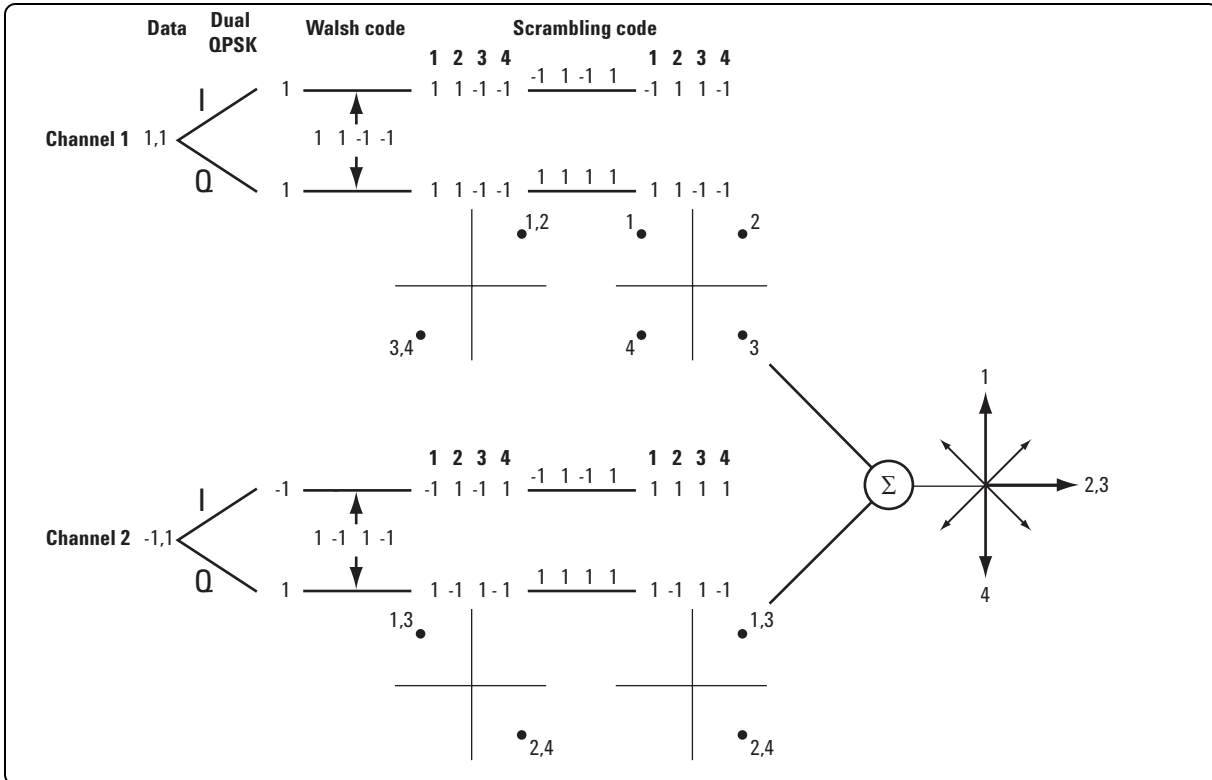 Data Dual QPSK Walsh code Scrambling code
1 2 3 4 1 2 3 4
I 1 1 1 -1 -1 -1 1 -1 1 -1 1 1 -1
Channel 1 1,1 1 1 -1 -1
Q 1 1 1 -1 -1 1 1 1 1 1 1 -1 -1
1,2 1 2
3,4 4 3
1
1 2 3 4 1 2 3 4
I -1 -1 1 -1 1 -1 1 -1 1 1 1 1 1
Σ 2,3
Channel 2 -1,1 1 -1 1 -1
Q 1 1 -1 1 -1 1 1 1 1 1 -1 1 -1
4
1,3 1,3
2,4 2,4